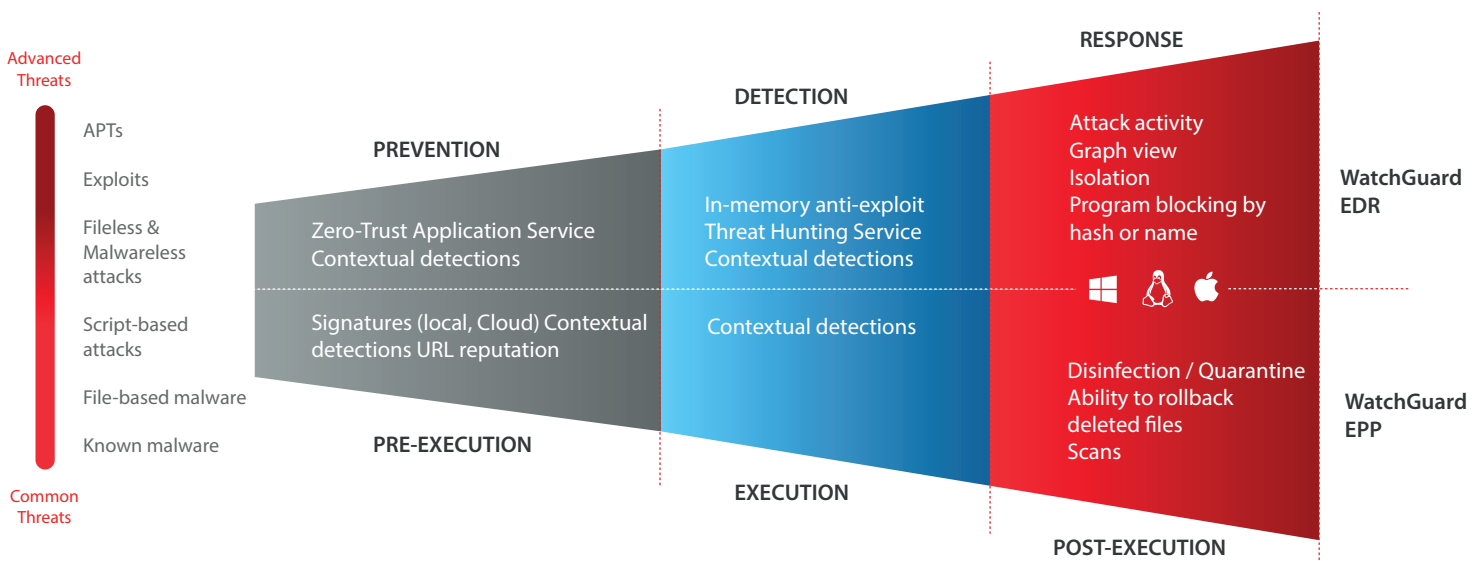 Advanced
Threats
APTs
Exploits
Fileless &
Malwareless
attacks
Script-based
attacks
File-based malware
Known malware
Common
Threats
PREVENTION
Zero-Trust Application Service
Contextual detections
Signatures (local, Cloud) Contextual
detections URL reputation
PRE-EXECUTION
DETECTION
In-memory anti-exploit
Threat Hunting Service
Contextual detections
Contextual detections
EXECUTION
RESPONSE
Attack activity
Graph view
Isolation
Program blocking by
hash or name
Disinfection / Quarantine
Ability to rollback
deleted files
Scans
POST-EXECUTION
WatchGuard
EDR
WatchGuard
EPP